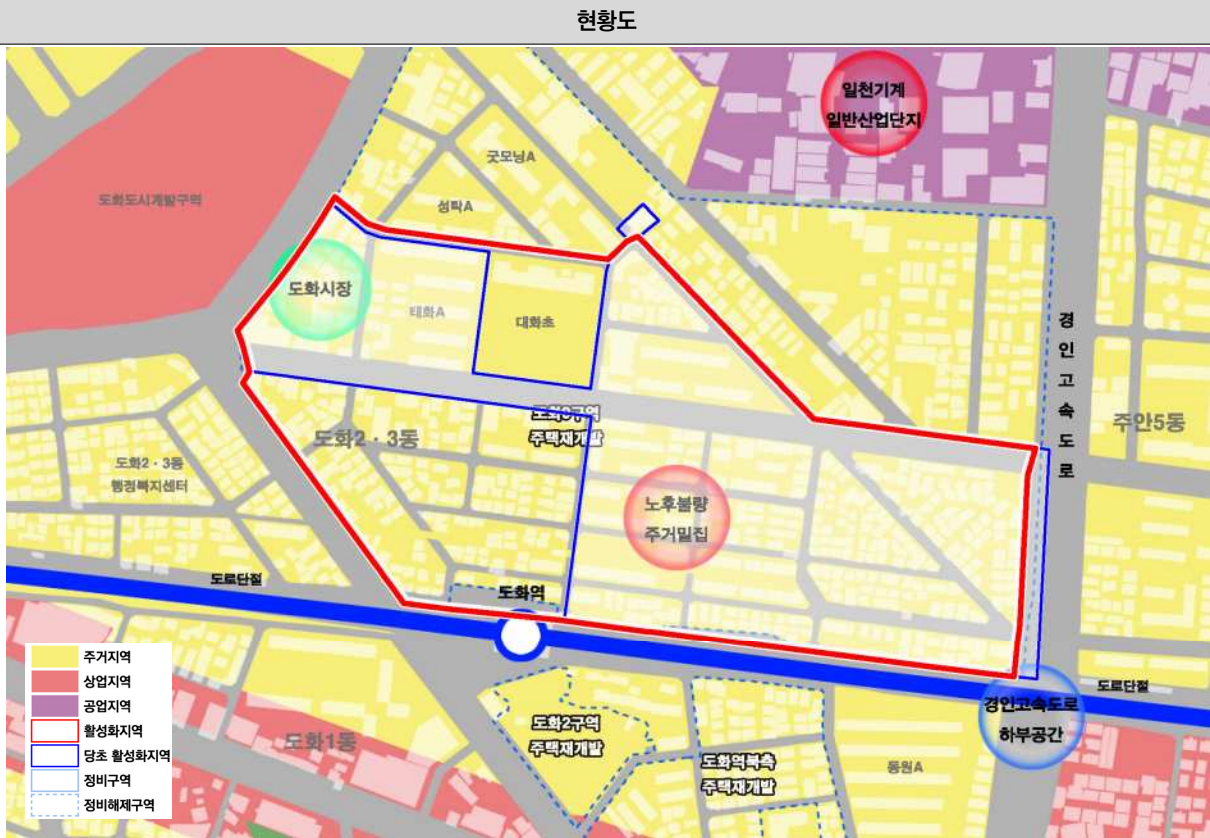 현황도
일천기계
일반산업단지
굿모닝A
도화도시개발구역
성락A
도화시장
태화A
대화초
경
인
고
속
도
로
도화2 · 3동
주택재개발
주안5동
도화2 · 3동
행정복지센터
노후불량
주거밀집
도로단절
도화역
주거지역
상업지역
공업지역
활성화지역
당초 활성화지역
정비구역
정비해제구역
도화1동
도화2구역
주택재개발
도화역북측
주택재개발
동원A
경인고속도로
하부공간
도로단절